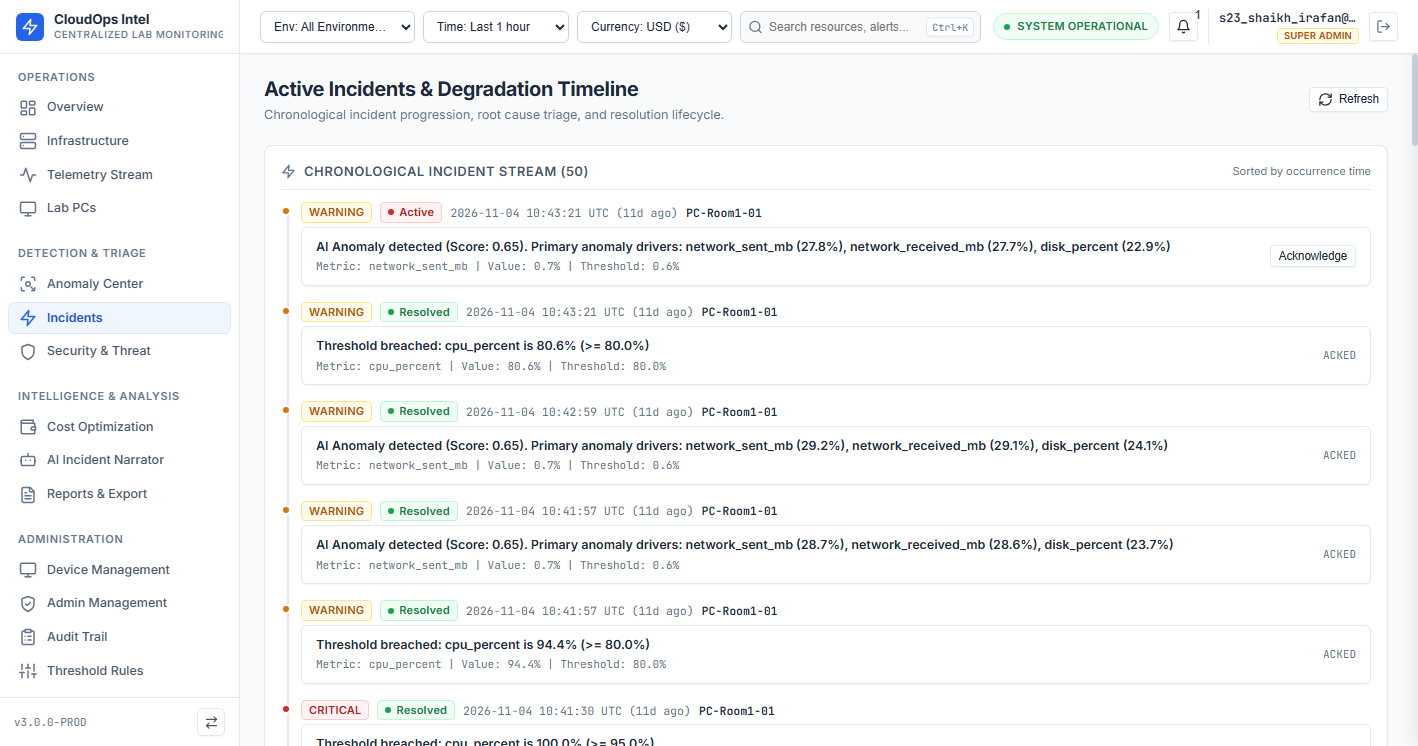 CloudOps Intel
CENTRALIZED LAB MONITORING
Env: All Environme...
Time: Last 1 hour
Currency: USD ($)
Search resources, alerts...
Ctrl+K
SYSTEM OPERATIONAL
1
s23_shaikh_irafan@...
SUPER ADMIN
OPERATIONS
Overview
Infrastructure
Telemetry Stream
Lab PCs
DETECTION & TRIAGE
Anomaly Center
Incidents
Security & Threat
INTELLIGENCE & ANALYSIS
Cost Optimization
AI Incident Narrator
Reports & Export
ADMINISTRATION
Device Management
Admin Management
Audit Trail
Threshold Rules
v3.0.0-PROD
Active Incidents & Degradation Timeline
Chronological incident progression, root cause triage, and resolution lifecycle.
Refresh
CHRONOLOGICAL INCIDENT STREAM (50)
Sorted by occurrence time
WARNING Active 2026-11-04 10:43:21 UTC (11d ago) PC-Room1-01
AI Anomaly detected (Score: 0.65). Primary anomaly drivers: network_sent_mb (27.8%), network_received_mb (27.7%), disk_percent (22.9%)
Metric: network_sent_mb | Value: 0.7% | Threshold: 0.6%
Acknowledge
WARNING Resolved 2026-11-04 10:43:21 UTC (11d ago) PC-Room1-01
Threshold breached: cpu_percent is 80.6% (>= 80.0%)
Metric: cpu_percent | Value: 80.6% | Threshold: 80.0%
ACKED
WARNING Resolved 2026-11-04 10:42:59 UTC (11d ago) PC-Room1-01
AI Anomaly detected (Score: 0.65). Primary anomaly drivers: network_sent_mb (29.2%), network_received_mb (29.1%), disk_percent (24.1%)
Metric: network_sent_mb | Value: 0.7% | Threshold: 0.6%
ACKED
WARNING Resolved 2026-11-04 10:41:57 UTC (11d ago) PC-Room1-01
AI Anomaly detected (Score: 0.65). Primary anomaly drivers: network_sent_mb (28.7%), network_received_mb (28.6%), disk_percent (23.7%)
Metric: network_sent_mb | Value: 0.7% | Threshold: 0.6%
ACKED
WARNING Resolved 2026-11-04 10:41:57 UTC (11d ago) PC-Room1-01
Threshold breached: cpu_percent is 94.4% (>= 80.0%)
Metric: cpu_percent | Value: 94.4% | Threshold: 80.0%
ACKED
CRITICAL Resolved 2026-11-04 10:41:30 UTC (11d ago) PC-Room1-01
Threshold breached: cpu_percent is 100.0% (>= 95.0%)